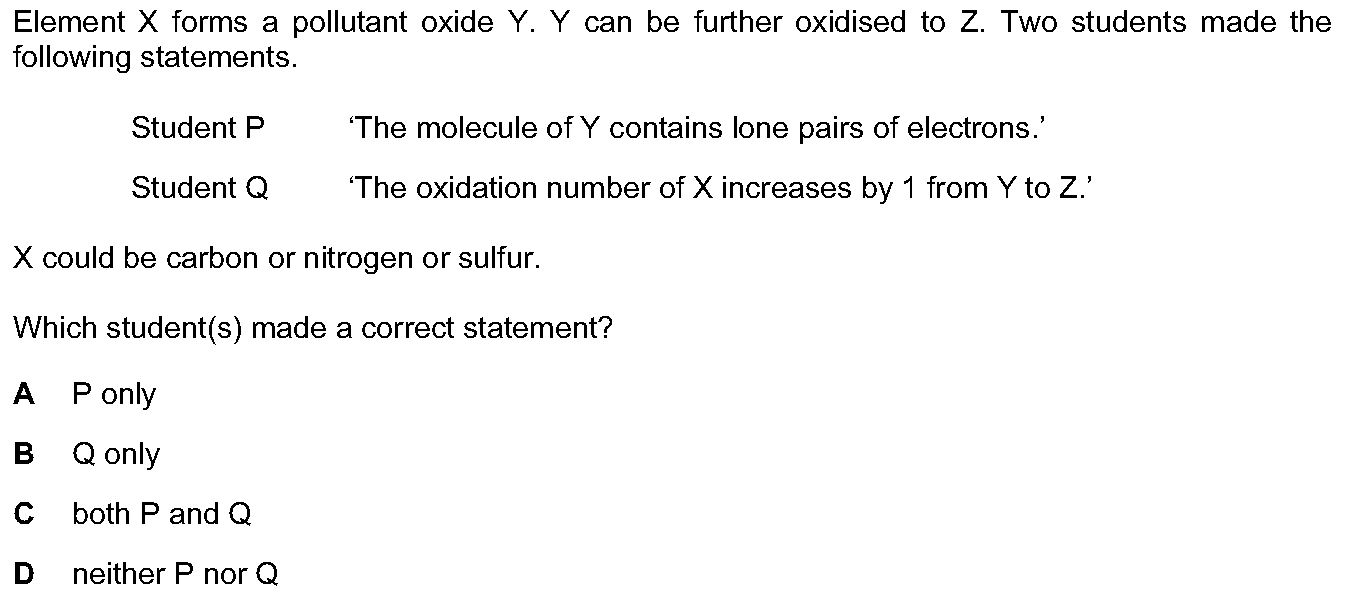 Element X forms a pollutant oxide Y. Y can be further oxidised to Z. Two students made the
following statements.
Student P ‘The molecule of Y contains lone pairs of electrons.’
Student Q ‘The oxidation number of X increases by 1 from Y to Z.’
X could be carbon or nitrogen or sulfur.
Which student(s) made a correct statement?
A P only
B Q only
C both P and Q
D neither P nor Q